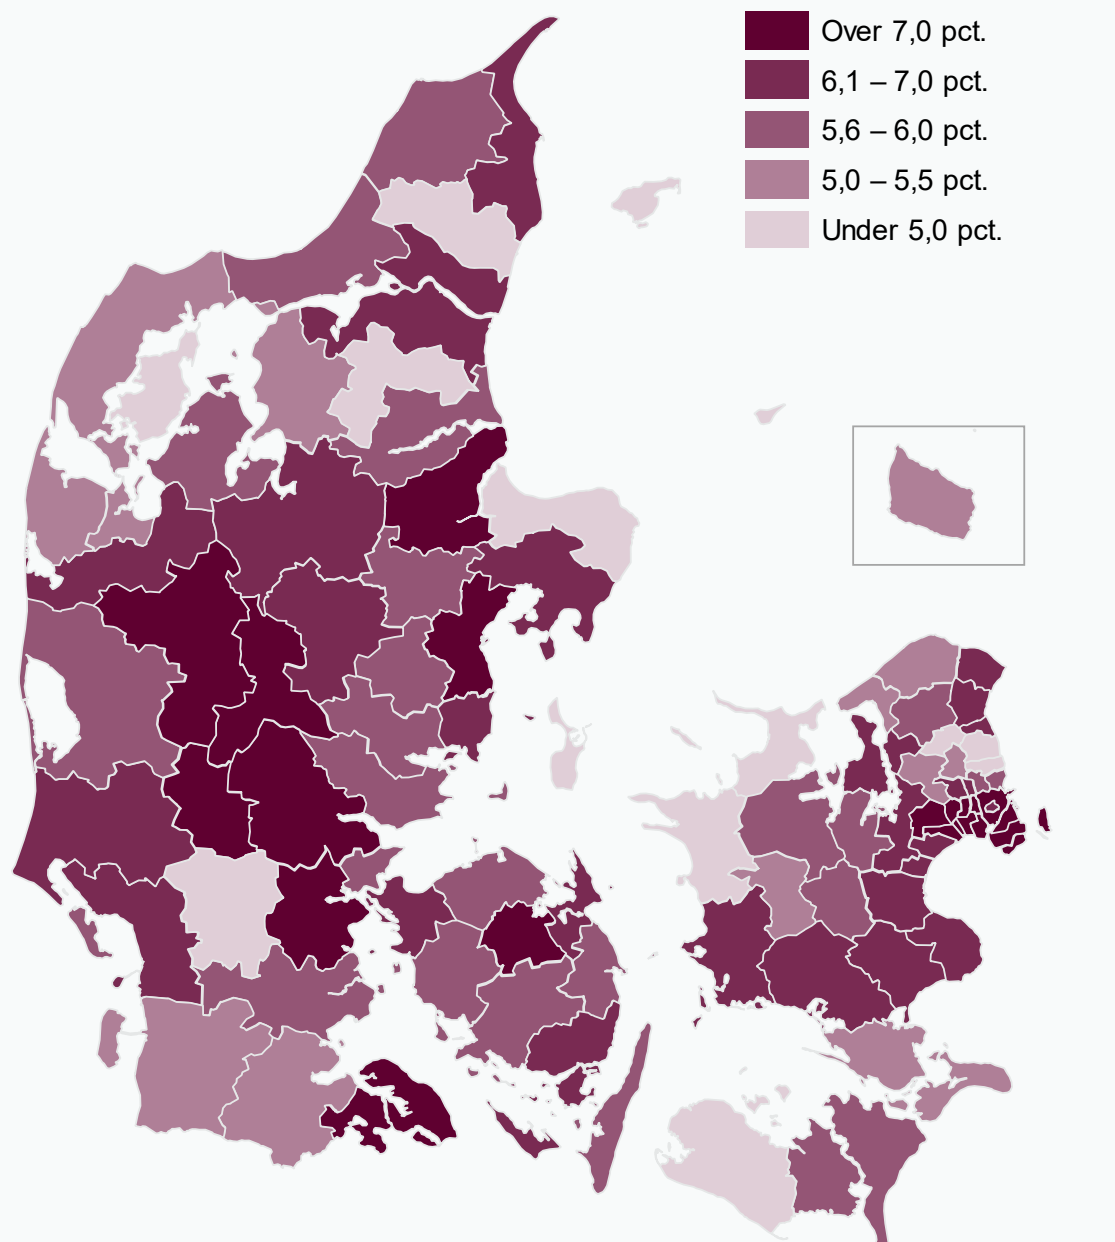 Over 7,0 pct.
6,1 – 7,0 pct.
5,6 – 6,0 pct.
5,0 – 5,5 pct.
Under 5,0 pct.